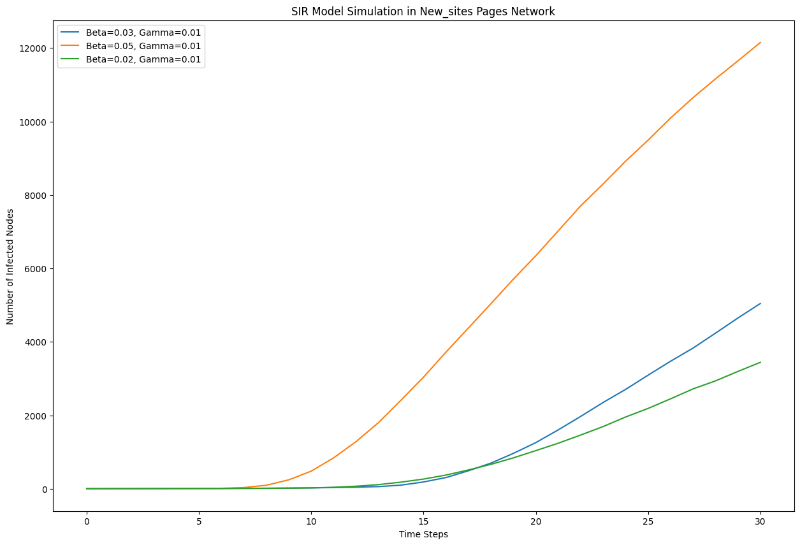 SIR Model Simulation in New_sites Pages Network
Beta=0.03, Gamma=0.01
Beta=0.05, Gamma=0.01
Beta=0.02, Gamma=0.01
Number of Infected Nodes
12000
10000
8000
6000
4000
2000
0
0 5 10 15 20 25 30
Time Steps